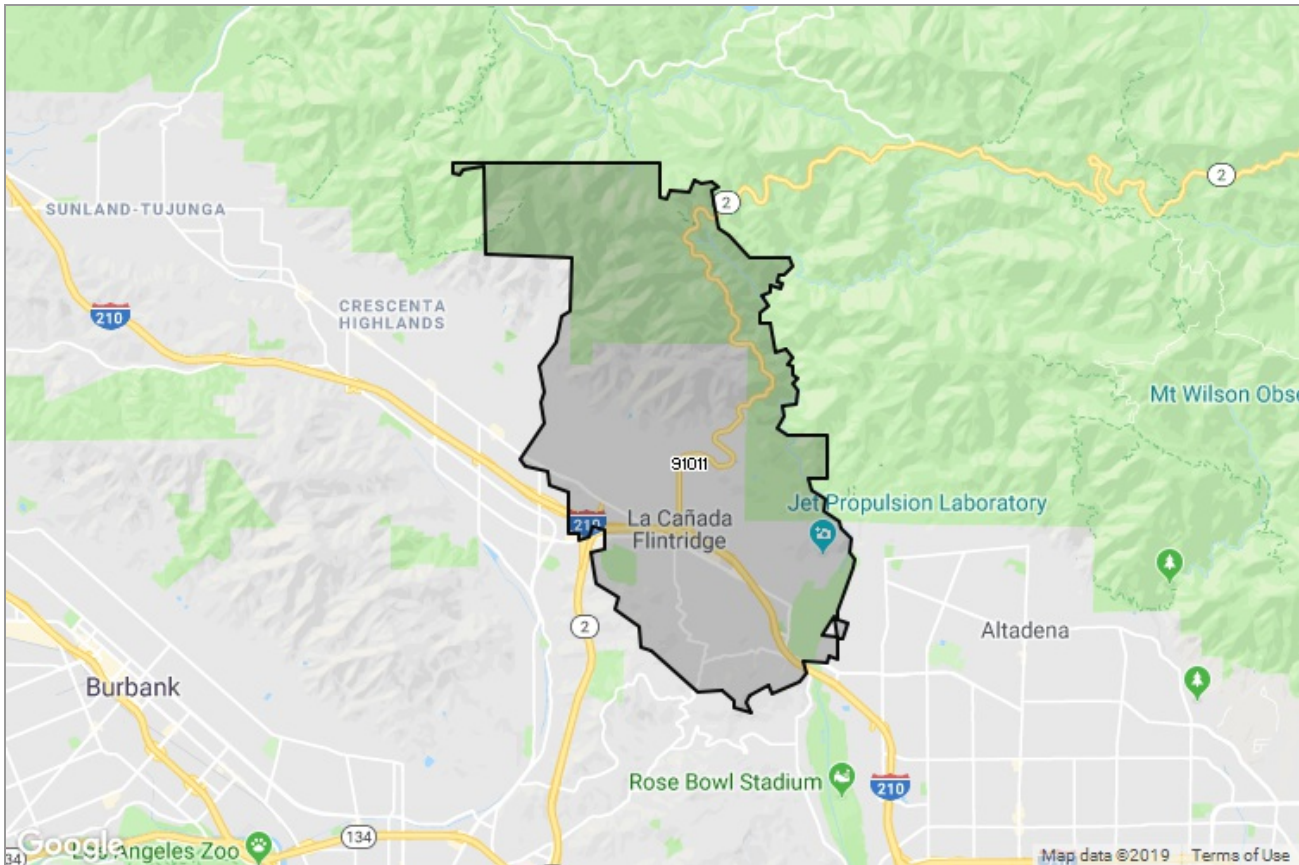 2
2
SUNLAND-TUJUNGA
210
CRESCENTA
HIGHLANDS
Mt Wilson Obse
91011
Jet Propulsion Laboratory
210
La Cañada
Flintridge
2
Altadena
Burbank
Rose Bowl Stadium
210
134
34)
Google
Los Angeles Zoo
Map data ©2019
Terms of Use